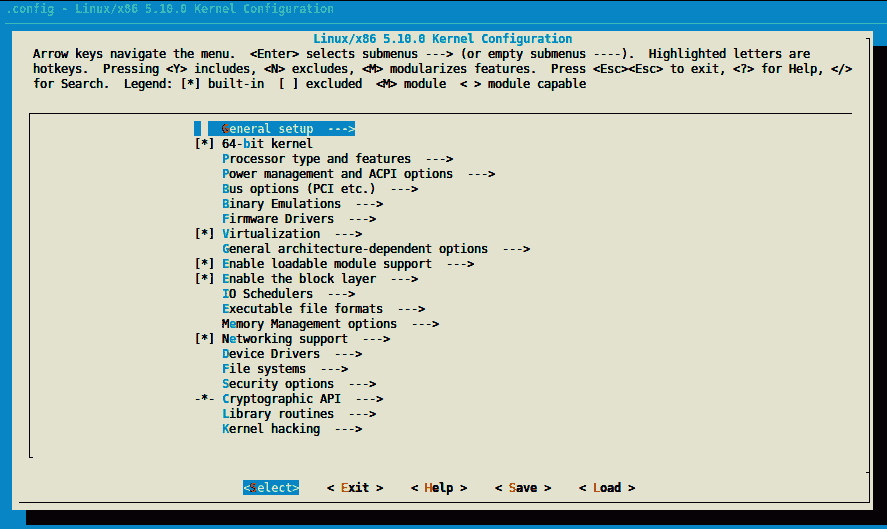 .config - Linux/x86 5.10.0 Kernel Configuration
Linux/x86 5.10.0 Kernel Configuration
Arrow keys navigate the menu.  <Enter> selects submenus ---> (or empty submenus ----).  Highlighted letters are
hotkeys.  Pressing <Y> includes, <N> excludes, <M> modularizes features.  Press <Esc><Esc> to exit, <?> for Help, </>
for Search.  Legend: [*] built-in  [ ] excluded  <M> module  < > module capable
General setup  --->
[*] 64-bit kernel
Processor type and features  --->
Power management and ACPI options  --->
Bus options (PCI etc.)  --->
Binary Emulations  --->
Firmware Drivers  --->
[*] Virtualization  --->
General architecture-dependent options  --->
[*] Enable loadable module support  --->
[*] Enable the block layer  --->
IO Schedulers  --->
Executable file formats  --->
Memory Management options  --->
[*] Networking support  --->
Device Drivers  --->
File systems  --->
Security options  --->
-*- Cryptographic API  --->
Library routines  --->
Kernel hacking  --->
<Select>    < Exit >    < Help >    < Save >    < Load >